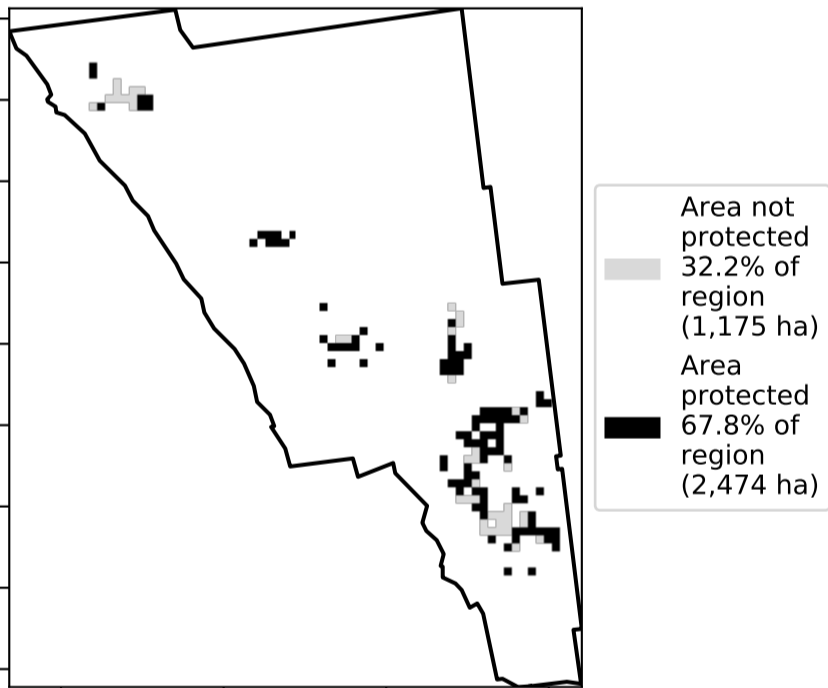 Area not
protected
32.2% of
region
(1,175 ha)
Area
protected
67.8% of
region
(2,474 ha)